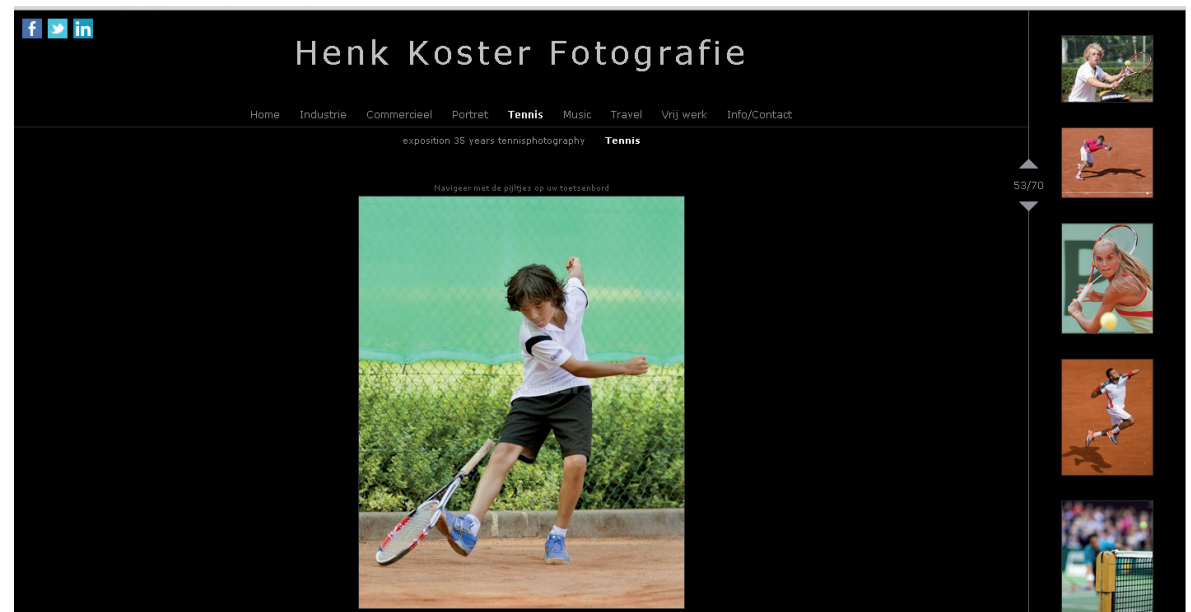 Henk Koster Fotografie
Home Industrie Commercieel Portret Tennis Music Travel Vrij werk Info/Contact
exposition 35 years tennisphotography Tennis
53/70
Navigeer met de pijltjes op uw toetsenbord